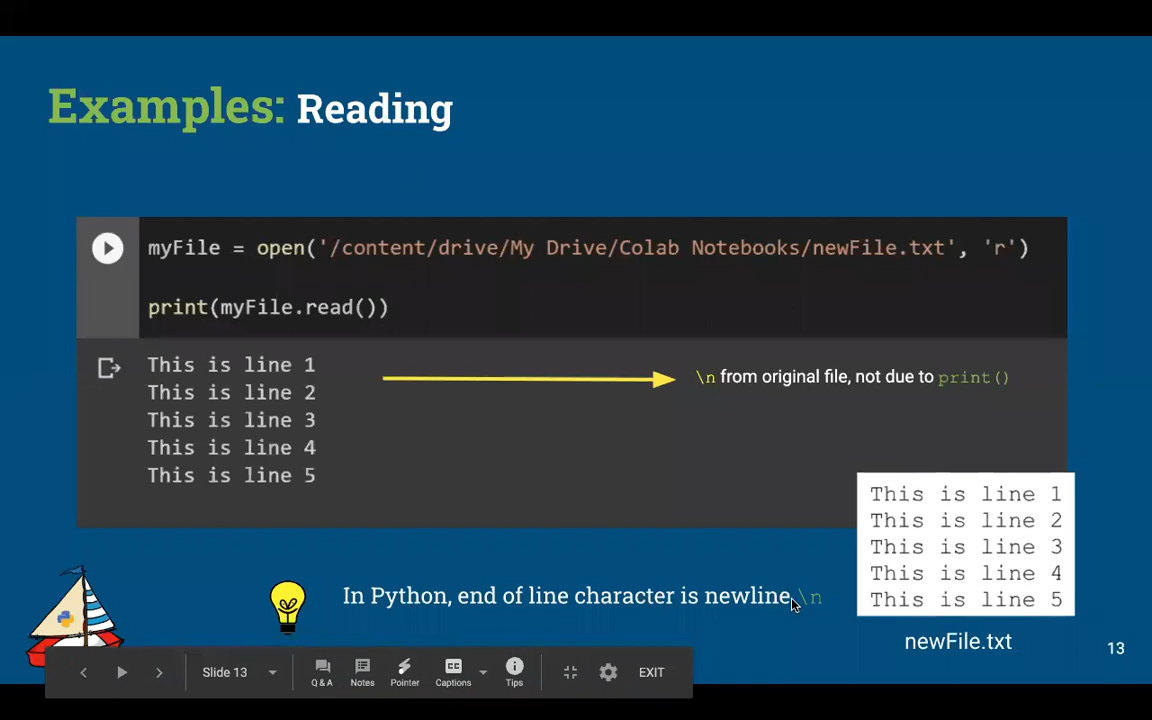 Examples: Reading
myFile = open('/content/drive/My Drive/Colab Notebooks/newFile.txt', 'r')
print(myFile.read())
This is line 1
This is line 2
This is line 3
This is line 4
This is line 5
\n from original file, not due to print()
This is line 1
This is line 2
This is line 3
This is line 4
This is line 5
newFile.txt
In Python, end of line character is newline \n
13
Slide 13
Q & A
Notes
Pointer
CC
Captions
Tips
EXIT